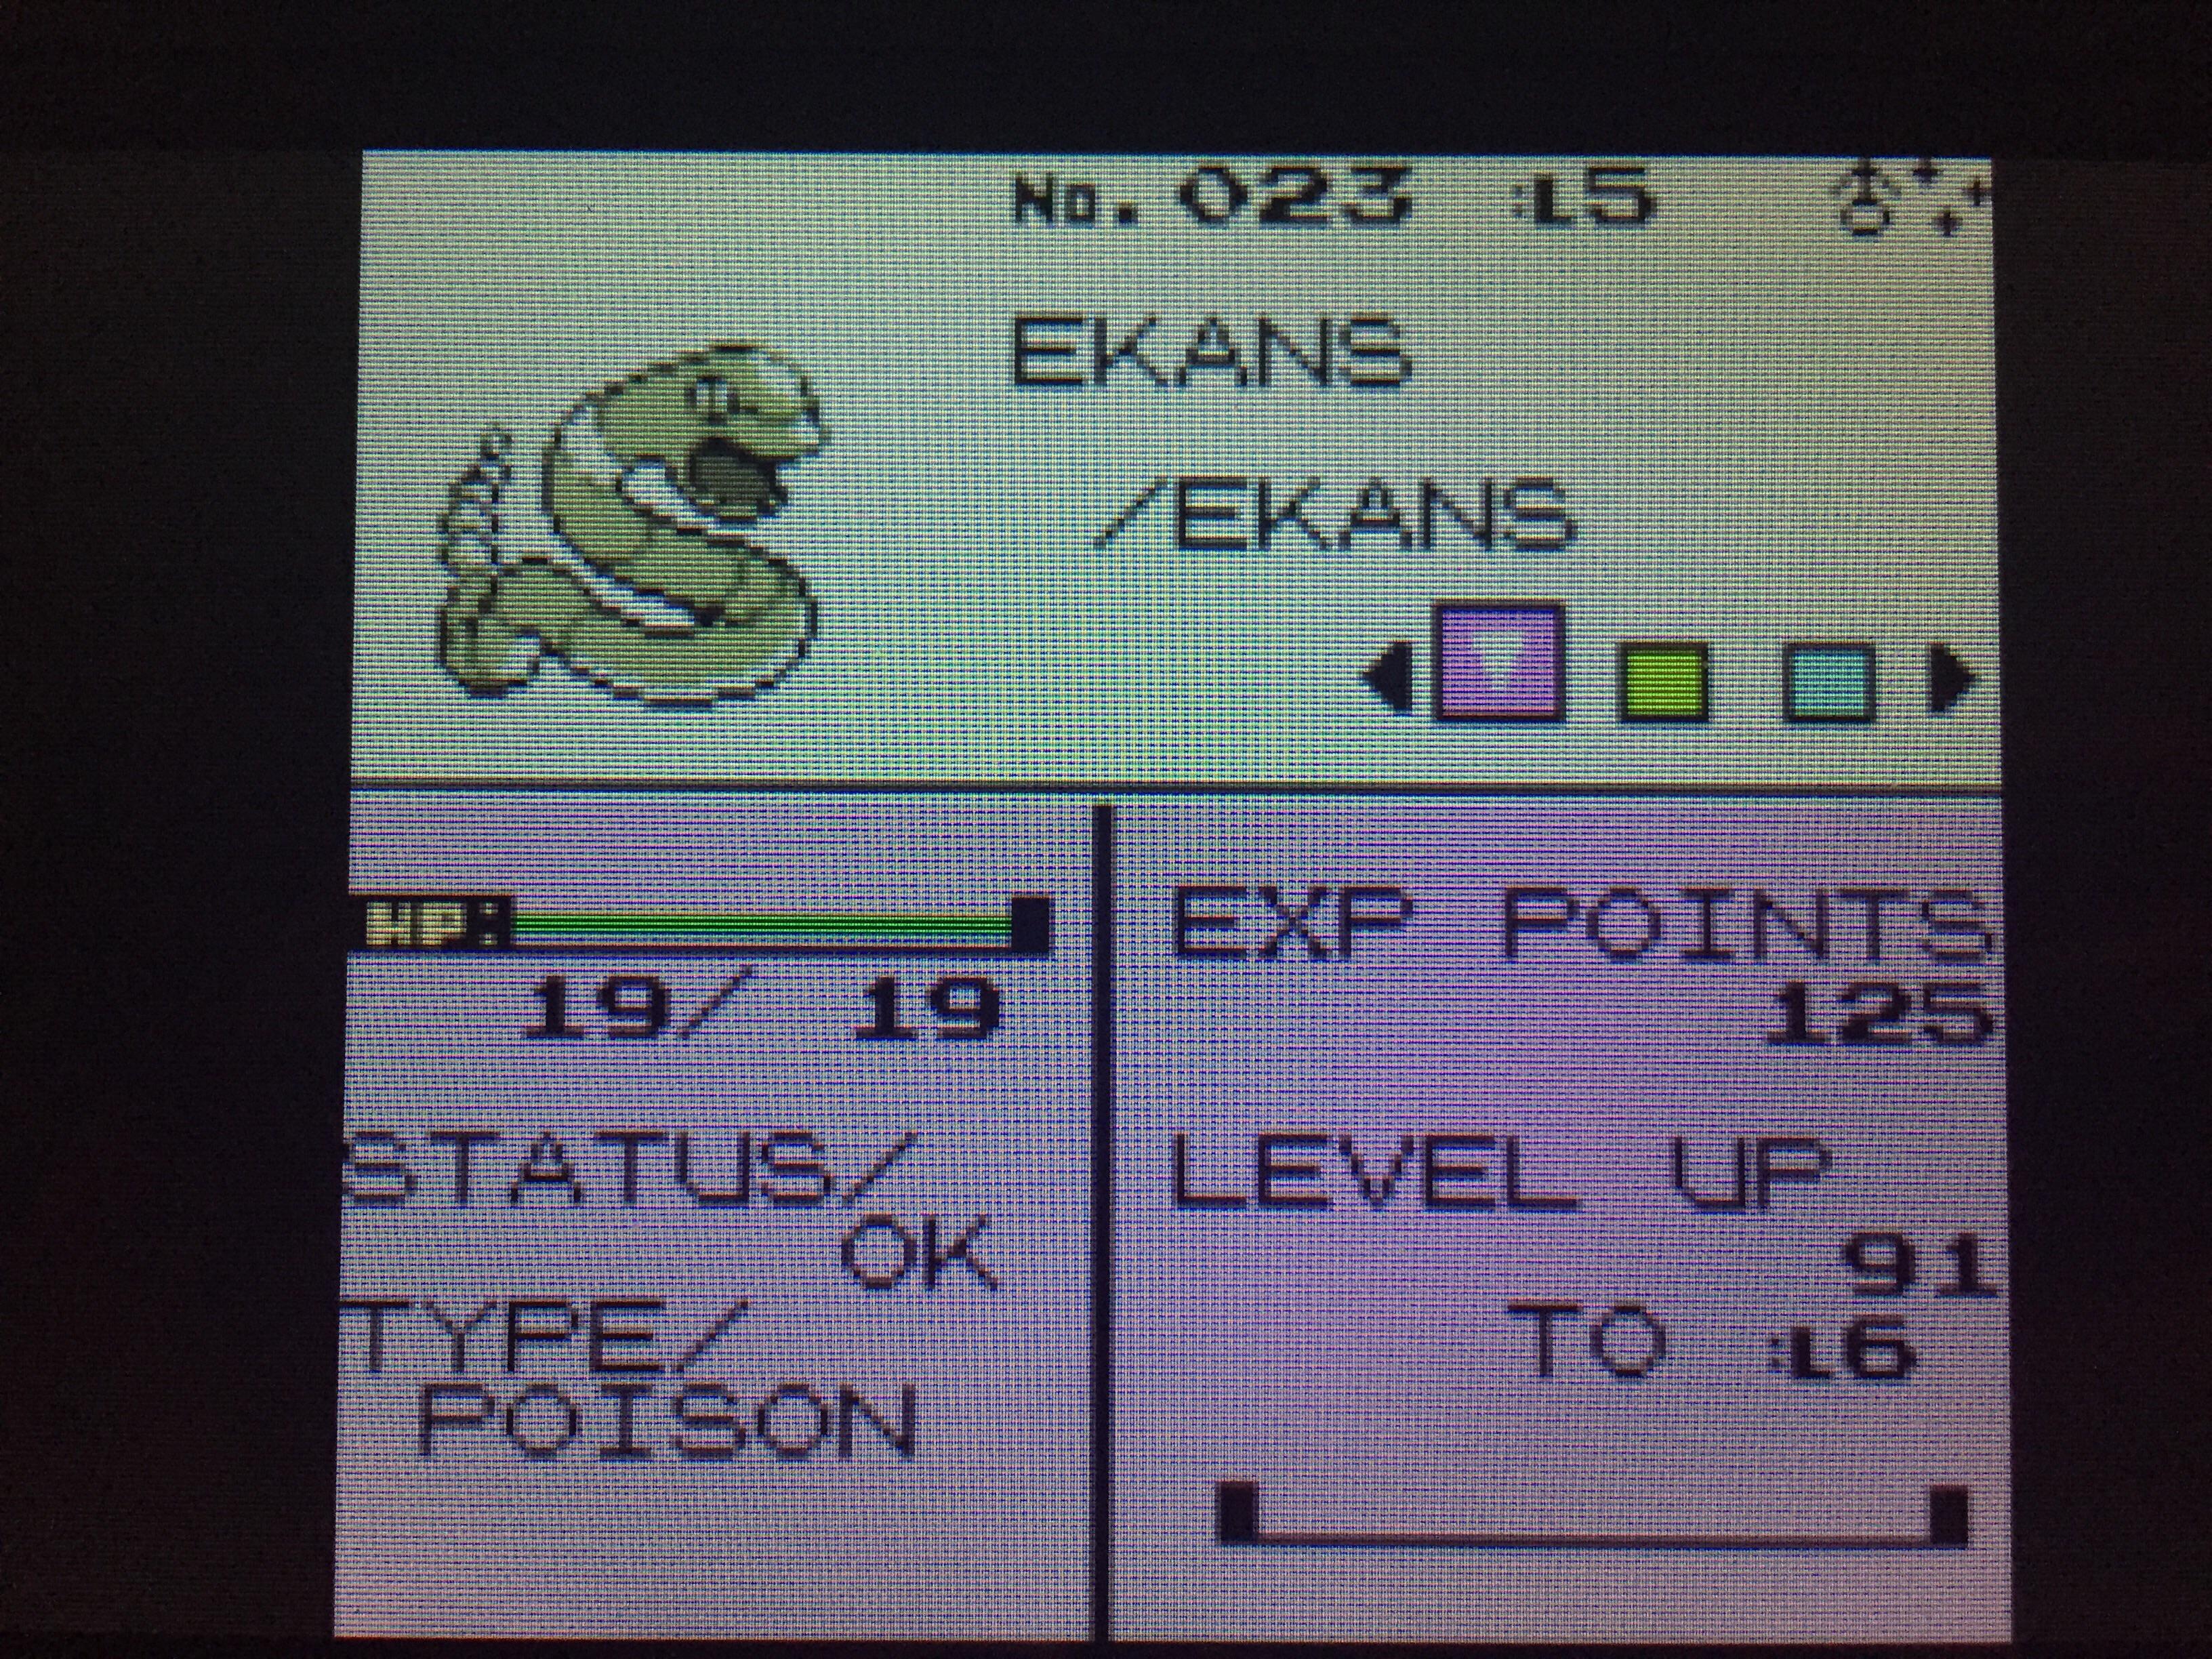 No. 023 :L5 ♂
EKANS
/EKANS
HP:
19/ 19
STATUS/
OK
TYPE/
POISON
EXP POINTS
125
LEVEL UP
91
TO :L6